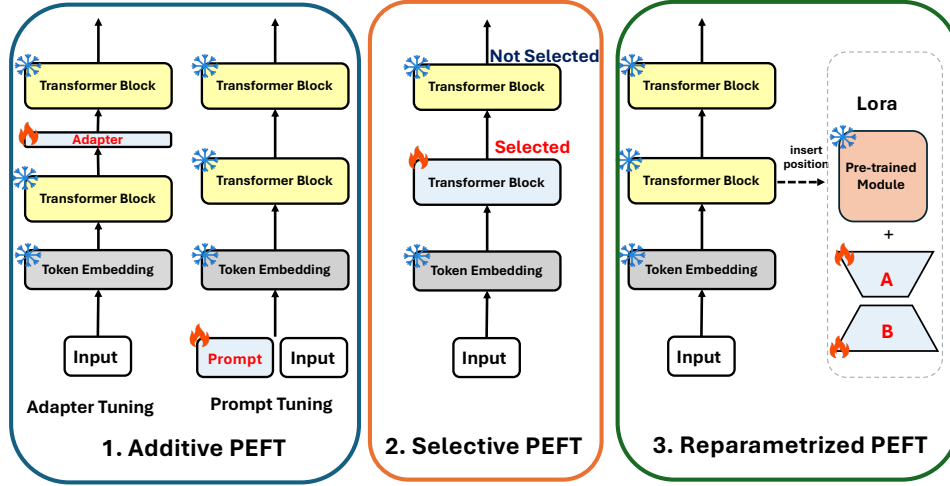 Transformer Block
Adapter
Transformer Block
Token Embedding
Input
Adapter Tuning
Transformer Block
Transformer Block
Token Embedding
Prompt
Input
Prompt Tuning
1. Additive PEFT
Not Selected
Transformer Block
Selected
Transformer Block
Token Embedding
Input
2. Selective PEFT
Transformer Block
Transformer Block
Token Embedding
Input
insert
position
Lora
Pre-trained
Module
+
A
B
3. Reparametrized PEFT